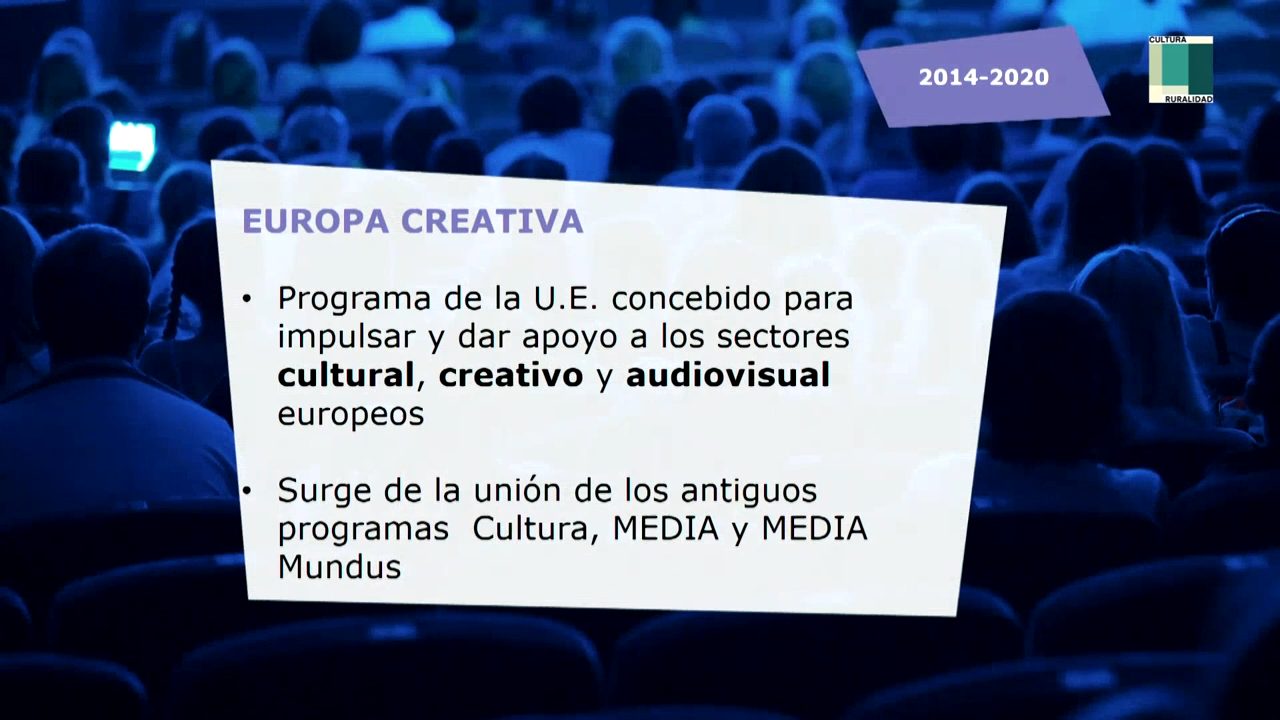 2014-2020
CULTURA
RURALIDAD
EUROPA CREATIVA
• Programa de la U.E. concebido para
impulsar y dar apoyo a los sectores
cultural, creativo y audiovisual
europeos
• Surge de la unión de los antiguos
programas  Cultura, MEDIA y MEDIA
Mundus